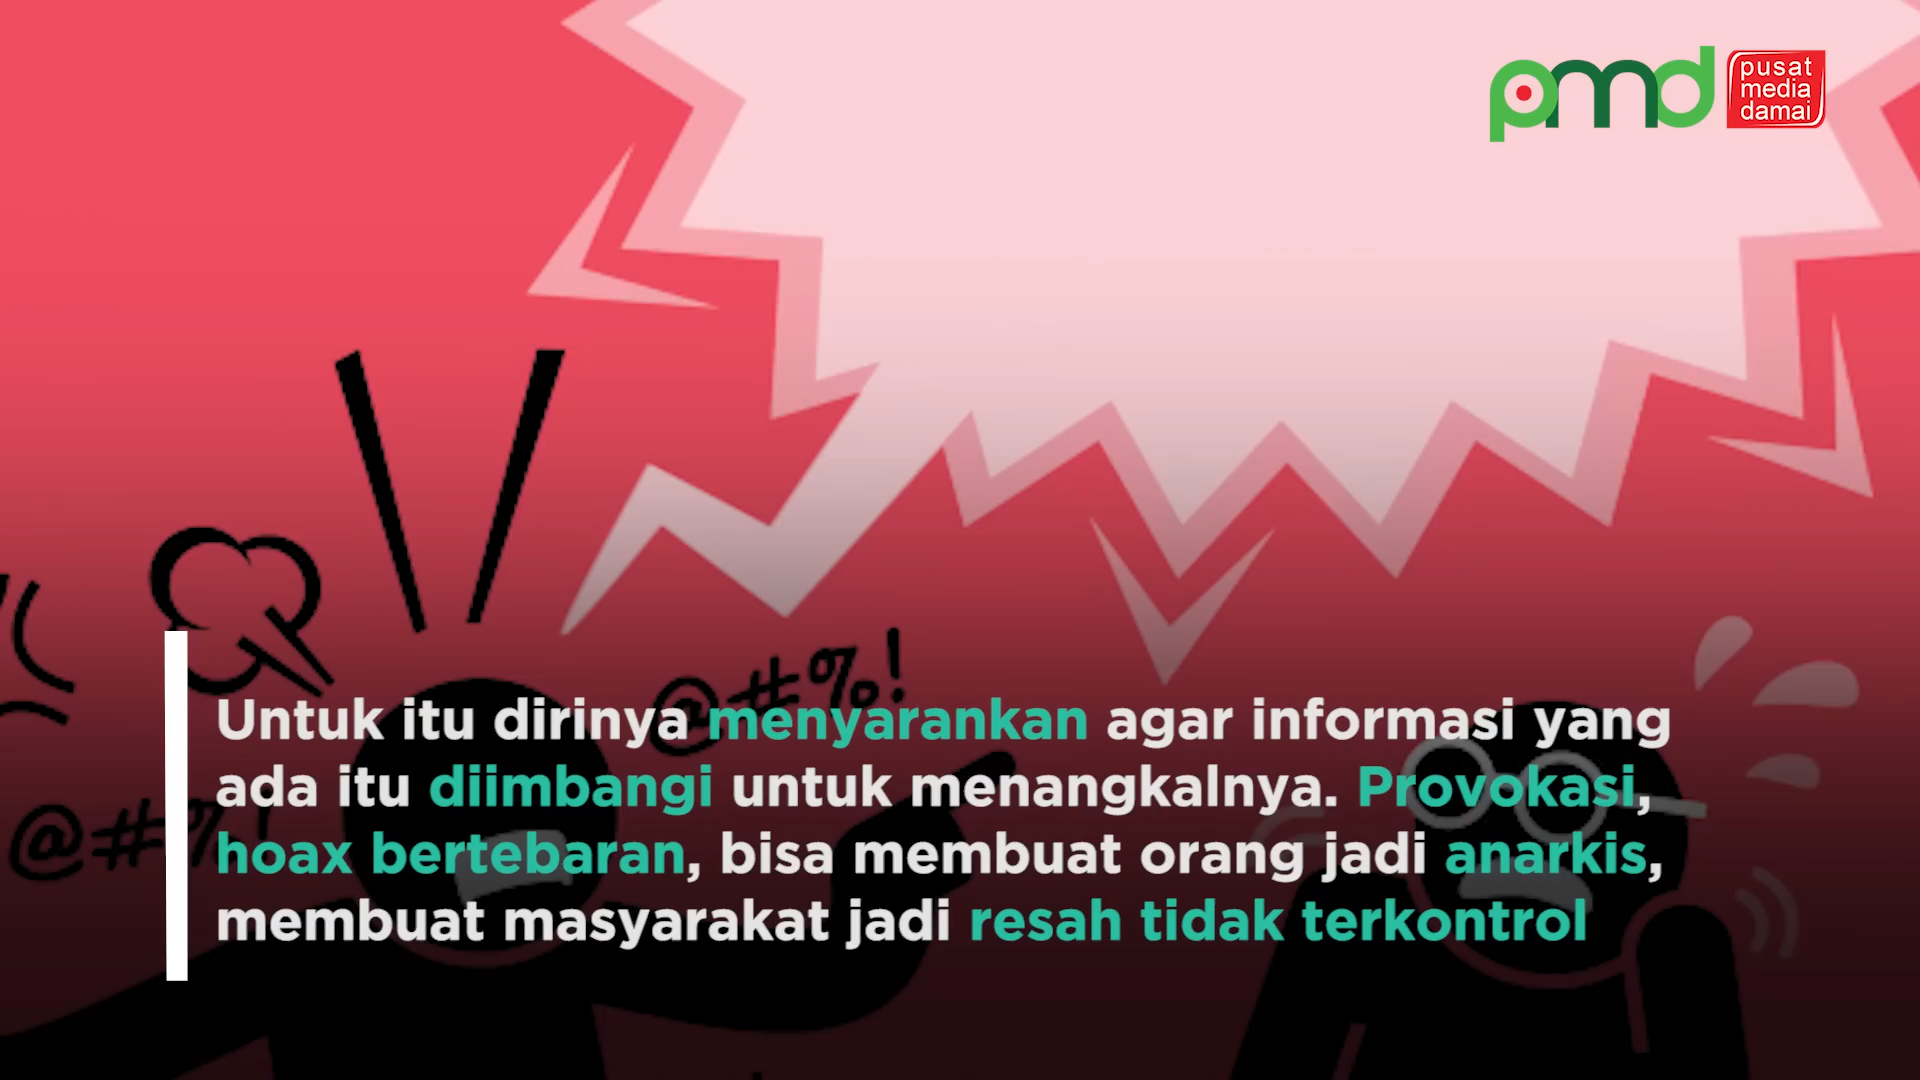 pmd
pusat
media
damai
@#%!
@#%!
Untuk itu dirinya menyarankan agar informasi yang
ada itu diimbangi untuk menangkalnya. Provokasi,
hoax bertebaran, bisa membuat orang jadi anarkis,
membuat masyarakat jadi resah tidak terkontrol